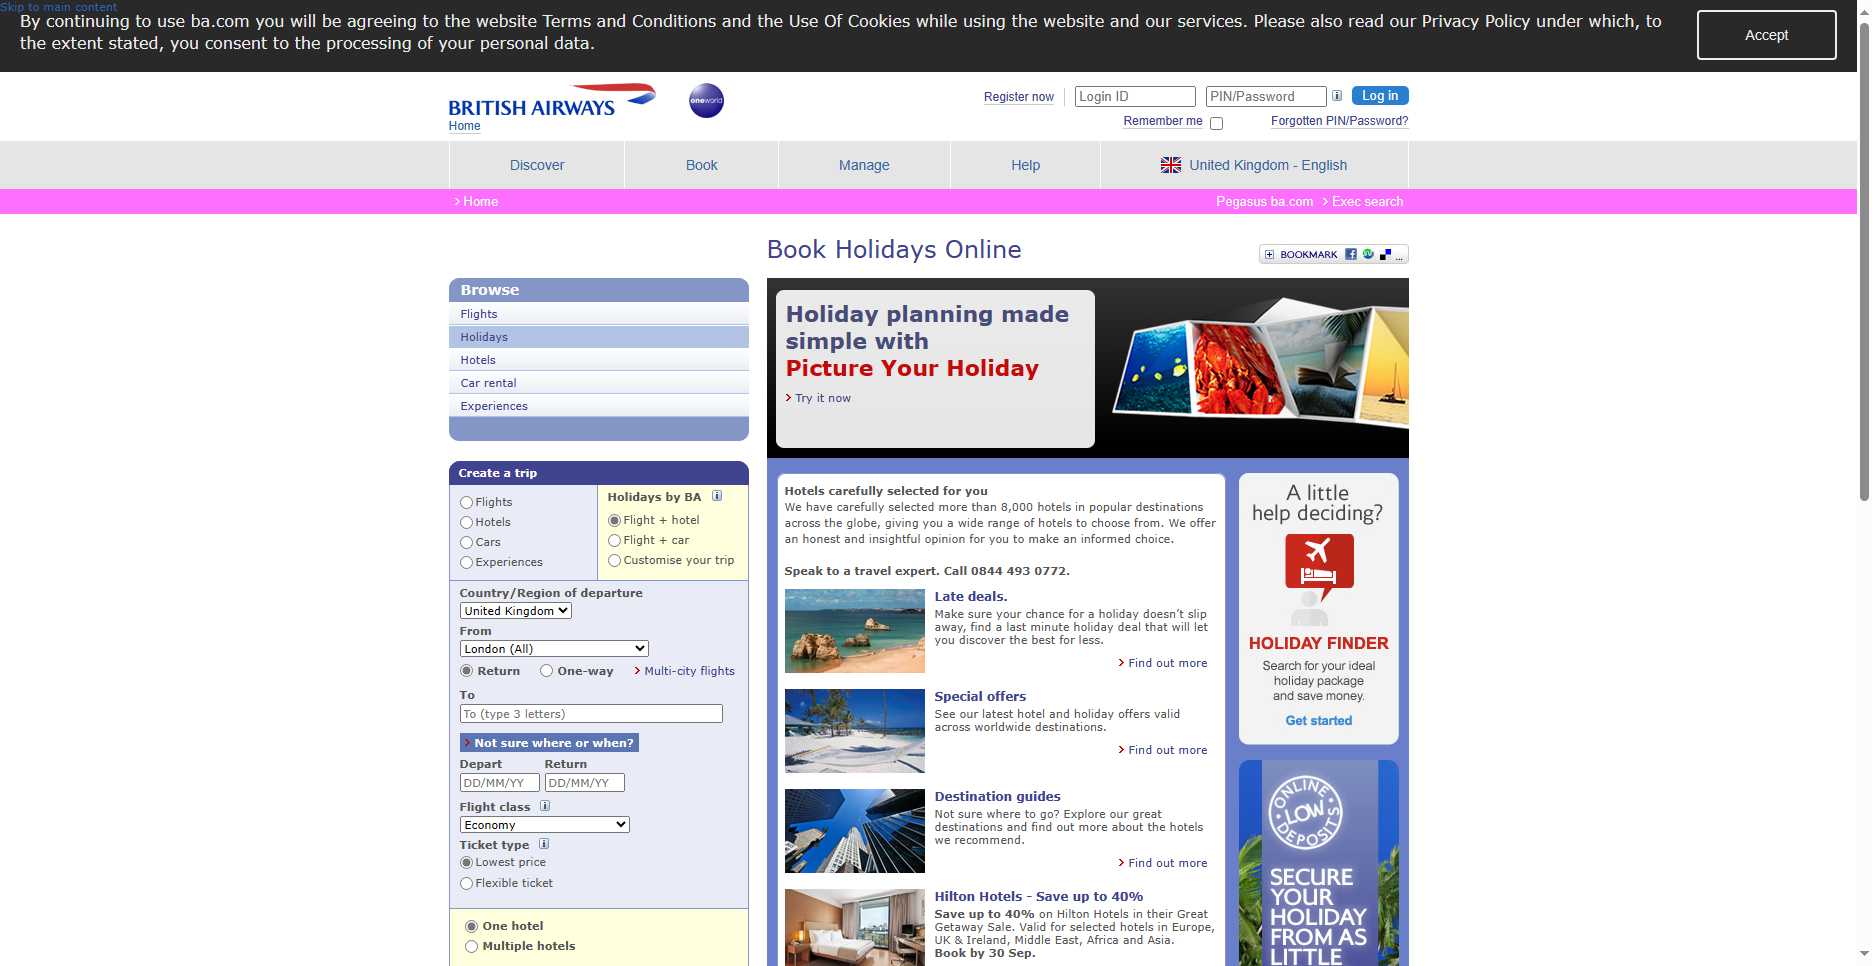 Skip to main content
By continuing to use ba.com you will be agreeing to the website Terms and Conditions and the Use Of Cookies while using the website and our services. Please also read our Privacy Policy under which, to
the extent stated, you consent to the processing of your personal data.
Accept
BRITISH AIRWAYS
oneworld
Home
Register now
Login ID
PIN/Password
Log in
Remember me
Forgotten PIN/Password?
Discover
Book
Manage
Help
United Kingdom - English
> Home
Pegasus ba.com > Exec search
Book Holidays Online
BOOKMARK ...
Browse
Flights
Holidays
Hotels
Car rental
Experiences
Holiday planning made
simple with
Picture Your Holiday
> Try it now
Create a trip
Flights
Hotels
Cars
Experiences
Holidays by BA
Flight + hotel
Flight + car
Customise your trip
Country/Region of departure
United Kingdom
From
London (All)
Return
One-way
> Multi-city flights
To
To (type 3 letters)
> Not sure where or when?
Depart
Return
DD/MM/YY
DD/MM/YY
Flight class
Economy
Ticket type
Lowest price
Flexible ticket
One hotel
Multiple hotels
Hotels carefully selected for you
We have carefully selected more than 8,000 hotels in popular destinations
across the globe, giving you a wide range of hotels to choose from. We offer
an honest and insightful opinion for you to make an informed choice.
Speak to a travel expert. Call 0844 493 0772.
Late deals.
Make sure your chance for a holiday doesn't slip
away, find a last minute holiday deal that will let
you discover the best for less.
> Find out more
Special offers
See our latest hotel and holiday offers valid
across worldwide destinations.
> Find out more
Destination guides
Not sure where to go? Explore our great
destinations and find out more about the hotels
we recommend.
> Find out more
Hilton Hotels - Save up to 40%
Save up to 40% on Hilton Hotels in their Great
Getaway Sale. Valid for selected hotels in Europe,
UK & Ireland, Middle East, Africa and Asia.
Book by 30 Sep.
A little
help deciding?
HOLIDAY FINDER
Search for your ideal
holiday package
and save money.
Get started
ONLINE
LOW
DEPOSITS
SECURE
YOUR
HOLIDAY
FROM AS
LITTLE